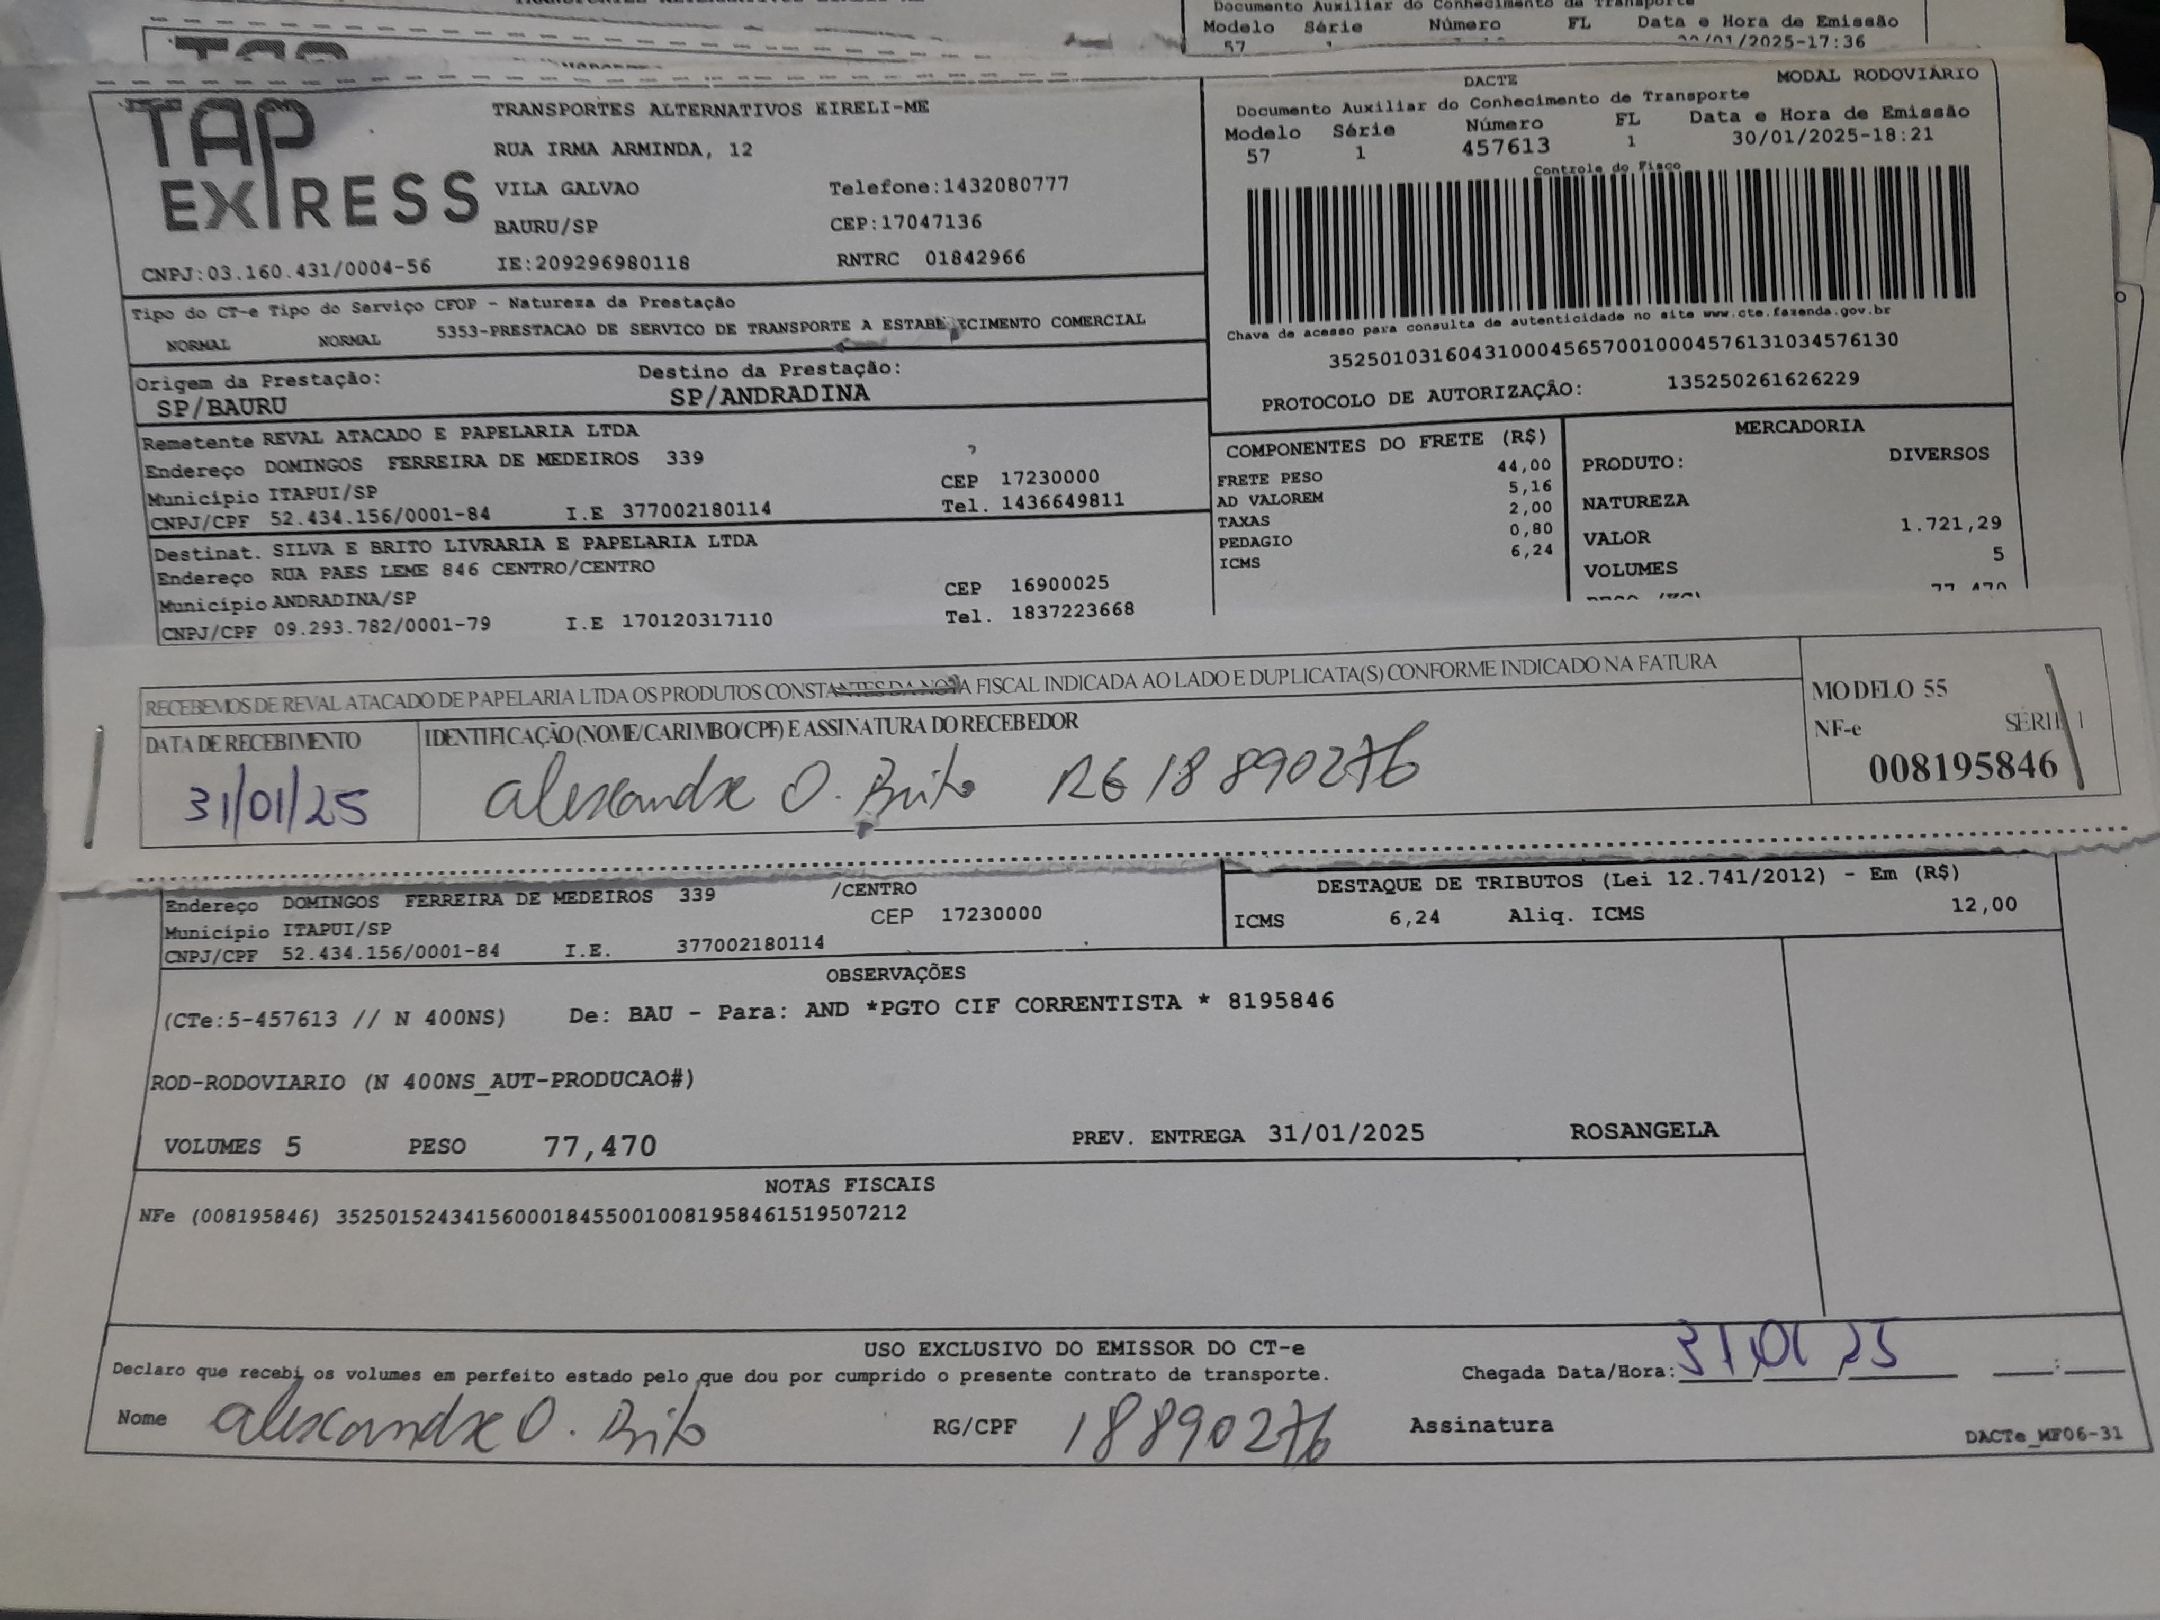 Documento Auxiliar do Conhecimento de Transporte
Modelo Série Número FL Data e Hora de Emissão
57 1 30/01/2025-17:36
TAP EXPRESS
TRANSPORTES ALTERNATIVOS EIRELI-ME
RUA IRMA ARMINDA, 12
VILA GALVAO Telefone:1432080777
BAURU/SP CEP:17047136
CNPJ:03.160.431/0004-56 IE:209296980118 RNTRC 01842966
DACTE MODAL RODOVIÁRIO
Documento Auxiliar do Conhecimento de Transporte
Modelo Série Número FL Data e Hora de Emissão
57 1 457613 1 30/01/2025-18:21
Controle do Fisco
Chave de acesso para consulta de autenticidade no site www.cte.fazenda.gov.br
35250103160431000456570010004576131034576130
PROTOCOLO DE AUTORIZAÇÃO: 135250261626229
Tipo do CT-e Tipo do Serviço CFOP - Natureza da Prestação
NORMAL NORMAL 5353-PRESTACAO DE SERVICO DE TRANSPORTE A ESTABELECIMENTO COMERCIAL
Origem da Prestação: Destino da Prestação:
SP/BAURU SP/ANDRADINA
Remetente REVAL ATACADO E PAPELARIA LTDA
Endereço DOMINGOS FERREIRA DE MEDEIROS 339
Município ITAPUI/SP CEP 17230000
CNPJ/CPF 52.434.156/0001-84 I.E 377002180114 Tel. 1436649811
Destinat. SILVA E BRITO LIVRARIA E PAPELARIA LTDA
Endereço RUA PAES LEME 846 CENTRO/CENTRO
Município ANDRADINA/SP CEP 16900025
CNPJ/CPF 09.293.782/0001-79 I.E 170120317110 Tel. 1837223668
COMPONENTES DO FRETE (R$)
FRETE PESO 44,00
AD VALOREM 5,16
TAXAS 2,00
PEDAGIO 0,80
ICMS 6,24
MERCADORIA
PRODUTO: DIVERSOS
NATUREZA
VALOR 1.721,29
VOLUMES 5
77,470
RECEBEMOS DE REVAL ATACADO DE PAPELARIA LTDA OS PRODUTOS CONSTANTES DA NOTA FISCAL INDICADA AO LADO E DUPLICATA(S) CONFORME INDICADO NA FATURA
DATA DE RECEBIMENTO IDENTIFICAÇÃO (NOME/CARIMBO/CPF) E ASSINATURA DO RECEBEDOR
31/01/25 alexandre O. Brito RG 18890276
MODELO 55
NF-e SÉRIE 1
008195846
Endereço DOMINGOS FERREIRA DE MEDEIROS 339 /CENTRO
Município ITAPUI/SP CEP 17230000
CNPJ/CPF 52.434.156/0001-84 I.E. 377002180114
DESTAQUE DE TRIBUTOS (Lei 12.741/2012) - Em (R$)
ICMS 6,24 Aliq. ICMS 12,00
OBSERVAÇÕES
(CTe:5-457613 // N 400NS) De: BAU - Para: AND *PGTO CIF CORRENTISTA * 8195846
ROD-RODOVIARIO (N 400NS_AUT-PRODUCAO#)
VOLUMES 5 PESO 77,470 PREV. ENTREGA 31/01/2025 ROSANGELA
NOTAS FISCAIS
NFe (008195846) 35250152434156000184550010081958461519507212
USO EXCLUSIVO DO EMISSOR DO CT-e
Declaro que recebi os volumes em perfeito estado pelo que dou por cumprido o presente contrato de transporte. Chegada Data/Hora: 31/01/25 __:__
Nome alexandre O. Brito RG/CPF 18890276 Assinatura
DACTe_MF06-31